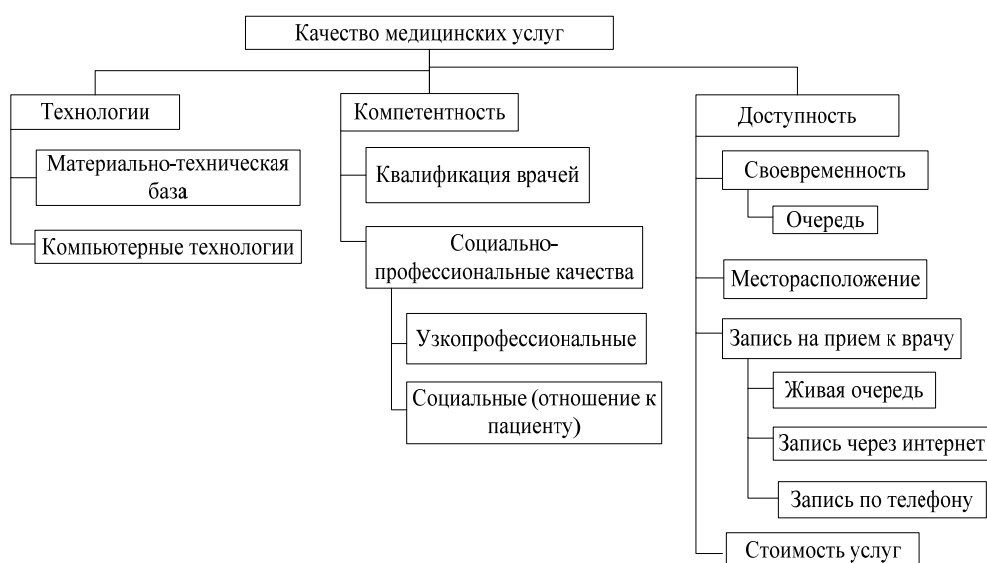 Качество медицинских услуг
Технологии
Материально-техническая
база
Компьютерные технологии
Компетентность
Квалификация врачей
Социально-
профессиональные качества
Узкопрофессиональные
Социальные (отношение к
пациенту)
Доступность
Своевременность
Очередь
Месторасположение
Запись на прием к врачу
Живая очередь
Запись через интернет
Запись по телефону
Стоимость услуг